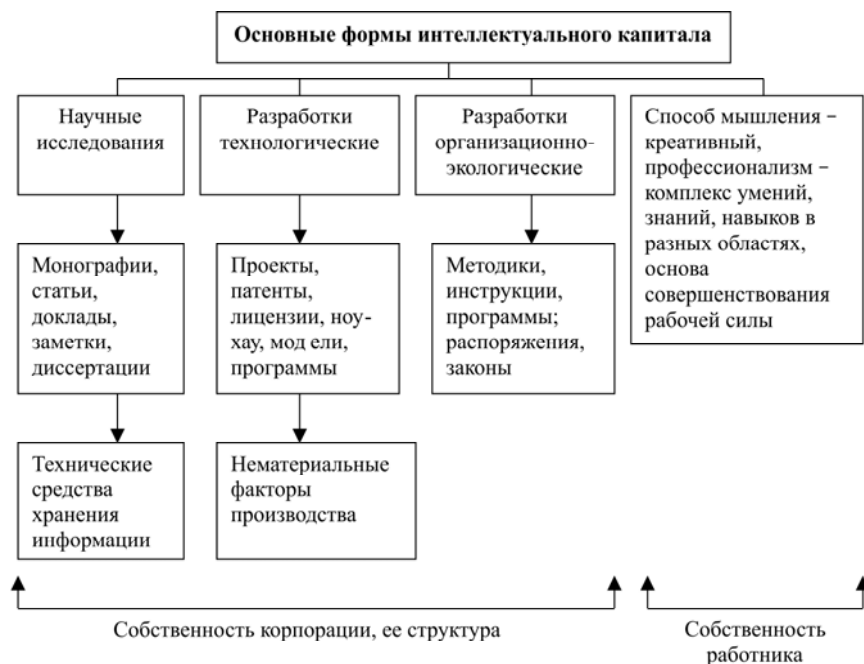 Основные формы интеллектуального капитала
Научные
исследования
Разработки
технологические
Разработки
организационно-
экологические
Способ мышления –
креативный,
профессионализм –
комплекс умений,
знаний, навыков в
разных областях,
основа
совершенствования
рабочей силы
Монографии,
статьи,
доклады,
заметки,
диссертации
Проекты,
патенты,
лицензии, ноу-
хау, мод ели,
программы
Методики,
инструкции,
программы;
распоряжения,
законы
Технические
средства
хранения
информации
Нематериальные
факторы
производства
Собственность корпорации, ее структура
Собственность
работника